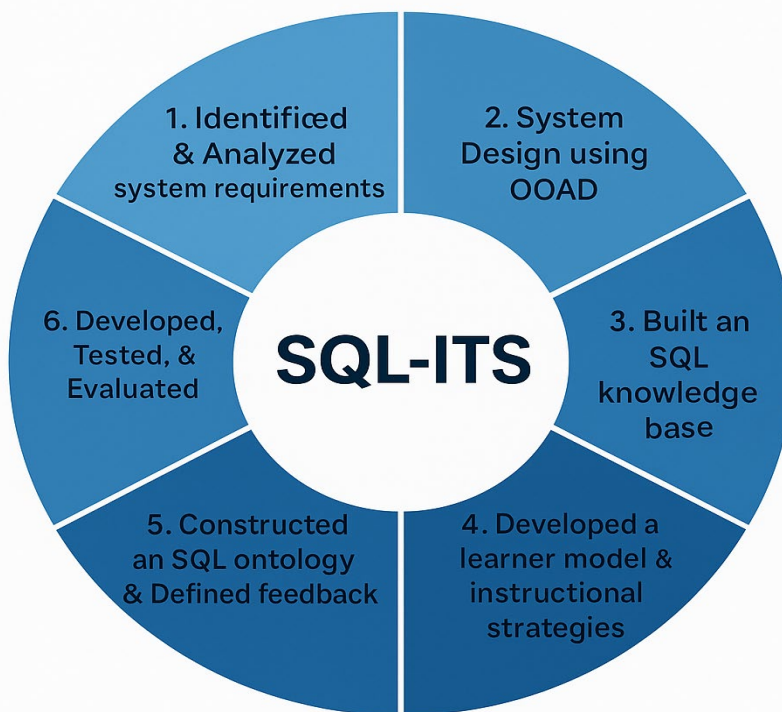 1. Identificed
& Analyzed
system requirements
2. System
Design using
OOAD
3. Built an
SQL
knowledge
base
4. Developed a
learner model &
instructional
strategies
5. Constructed
an SQL ontology
& Defined feedback
6. Developed,
Tested, &
Evaluated
SQL-ITS